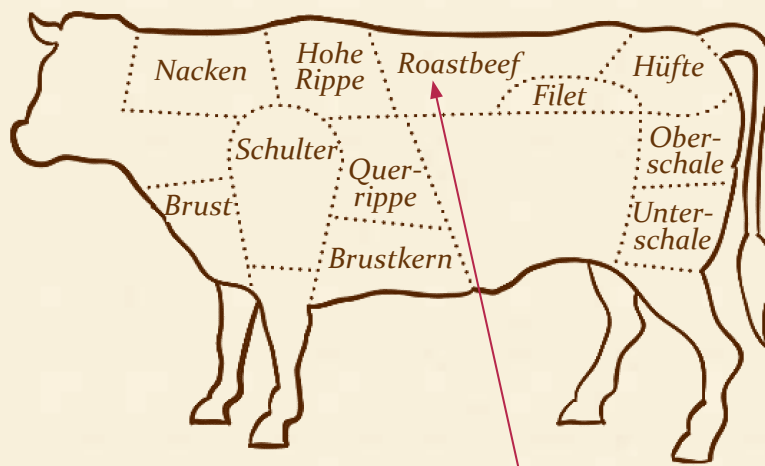 Nacken
Hohe
Rippe
Roastbeef
Filet
Hüfte
Schulter
Quer-
rippe
Ober-
schale
Brust
Unter-
schale
Brustkern